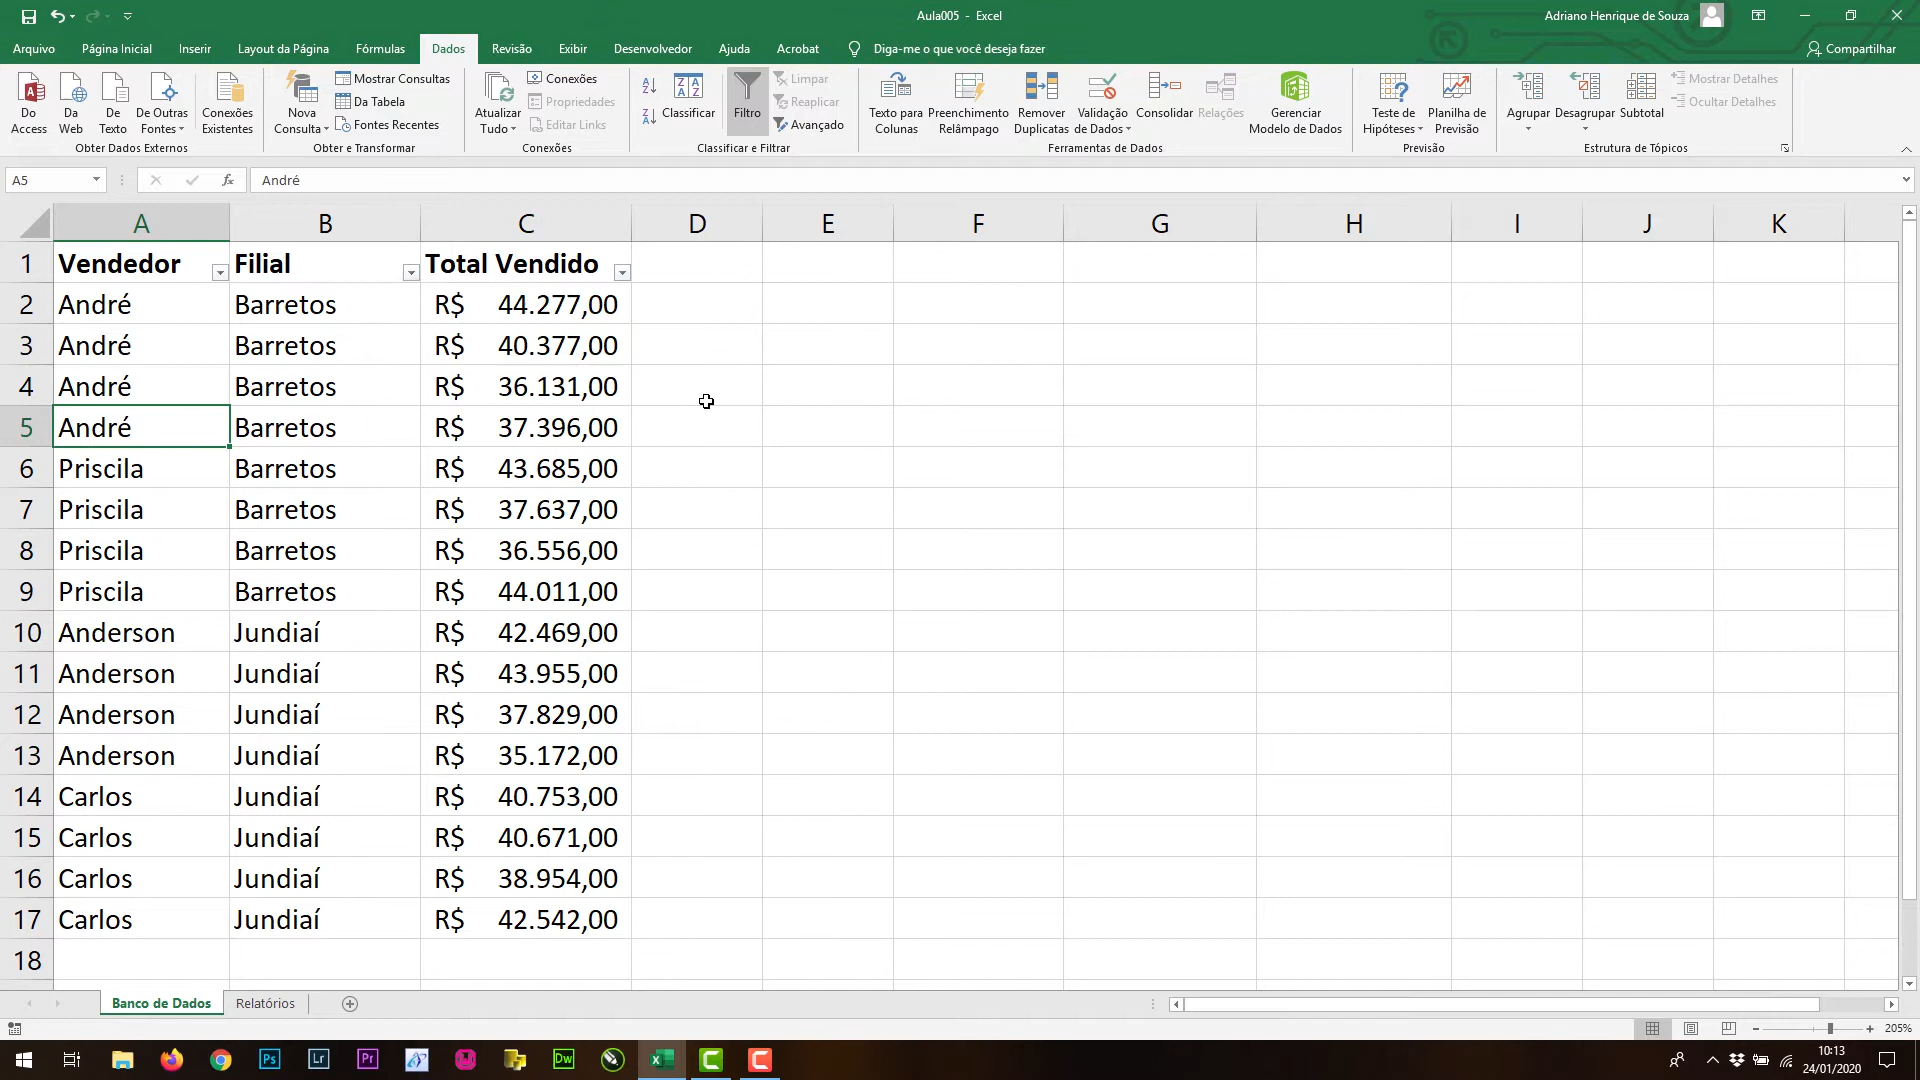 Aula005 - Excel
Adriano Henrique de Souza
Arquivo Página Inicial Inserir Layout da Página Fórmulas Dados Revisão Exibir Desenvolvedor Ajuda Acrobat Diga-me o que você deseja fazer Compartilhar
Do Access
Da Web
De Texto
De Outras Fontes
Conexões Existentes
Obter Dados Externos
Nova Consulta
Mostrar Consultas
Da Tabela
Fontes Recentes
Obter e Transformar
Atualizar Tudo
Conexões
Propriedades
Editar Links
Conexões
Classificar
Filtro
Limpar
Reaplicar
Avançado
Classificar e Filtrar
Texto para Colunas
Preenchimento Relâmpago
Remover Duplicatas
Validação de Dados
Consolidar
Relações
Gerenciar Modelo de Dados
Ferramentas de Dados
Teste de Hipóteses
Planilha de Previsão
Previsão
Agrupar
Desagrupar
Subtotal
Mostrar Detalhes
Ocultar Detalhes
Estrutura de Tópicos
A5 fx André
A B C D E F G H I J K
1 Vendedor Filial Total Vendido
2 André Barretos R$ 44.277,00
3 André Barretos R$ 40.377,00
4 André Barretos R$ 36.131,00
5 André Barretos R$ 37.396,00
6 Priscila Barretos R$ 43.685,00
7 Priscila Barretos R$ 37.637,00
8 Priscila Barretos R$ 36.556,00
9 Priscila Barretos R$ 44.011,00
10 Anderson Jundiaí R$ 42.469,00
11 Anderson Jundiaí R$ 43.955,00
12 Anderson Jundiaí R$ 37.829,00
13 Anderson Jundiaí R$ 35.172,00
14 Carlos Jundiaí R$ 40.753,00
15 Carlos Jundiaí R$ 40.671,00
16 Carlos Jundiaí R$ 38.954,00
17 Carlos Jundiaí R$ 42.542,00
18
Banco de Dados Relatórios
205%
Ps Lr Pr Dw
10:13
24/01/2020